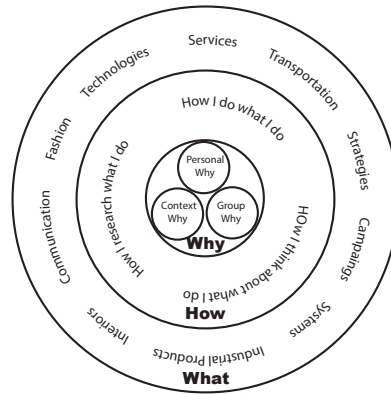 Services
Transportation
Strategies
Campaings
Systems
Industrial Products
Interiors
Communication
Fashion
Technologies
How I do what I do
HOw I think about what I do
How I research what I do
Personal
Why
Context
Why
Group
Why
Why
How
What